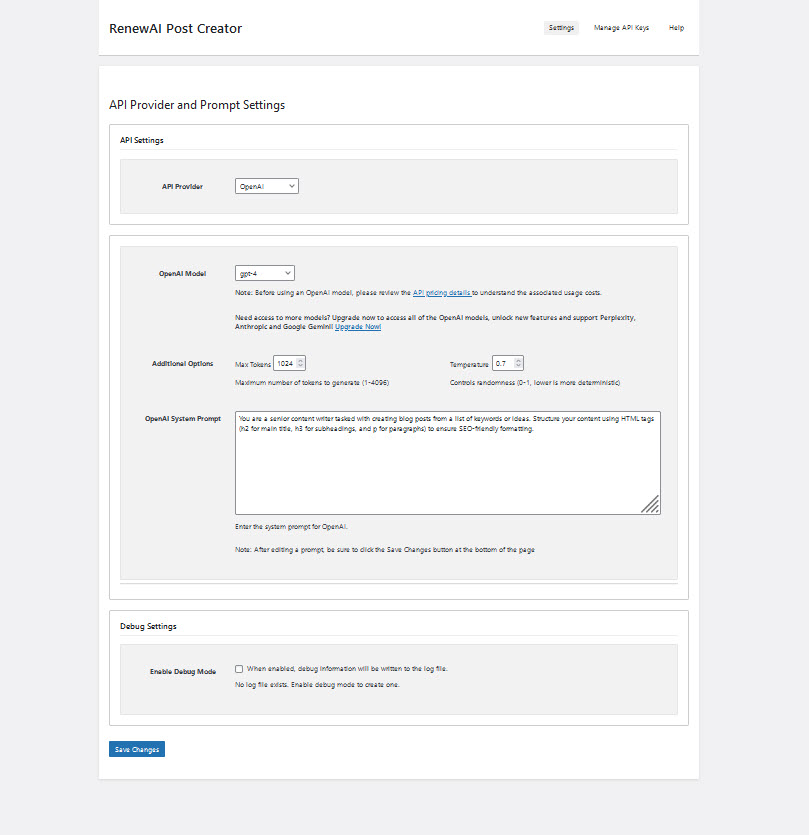 RenewAI Post Creator
Settings Manage API Keys Help
API Provider and Prompt Settings
API Settings
API Provider OpenAI
OpenAI Model gpt-4
Note: Before using an OpenAI model, please review the API pricing details to understand the associated usage costs.
Need access to more models? Upgrade now to access all of the OpenAI models, unlock new features and support Perplexity,
Anthropic and Google Gemini! Upgrade Now!
Additional Options Max Tokens 1024 Temperature 0.7
Maximum number of tokens to generate (1-4096) Controls randomness (0-1, lower is more deterministic)
OpenAI System Prompt You are a senior content writer tasked with creating blog posts from a list of keywords or ideas. Structure your content using HTML tags
(h2 for main title, h3 for subheadings, and p for paragraphs) to ensure SEO-friendly formatting.
Enter the system prompt for OpenAI.
Note: After editing a prompt, be sure to click the Save Changes button at the bottom of the page
Debug Settings
Enable Debug Mode When enabled, debug information will be written to the log file.
No log file exists. Enable debug mode to create one.
Save Changes